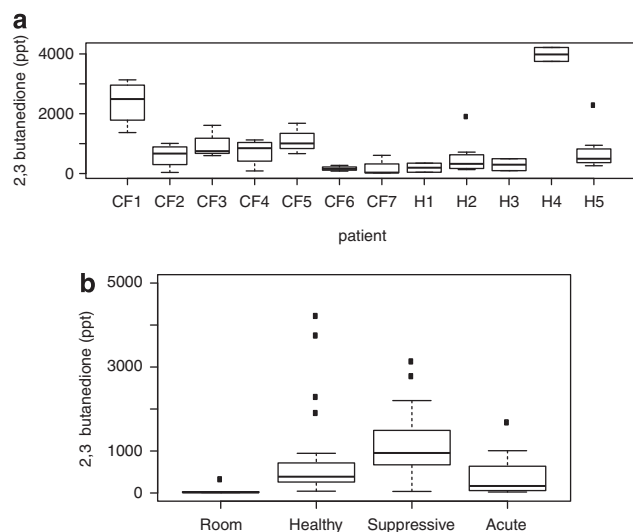 a
2,3 butanedione (ppt)
4000
2000
0
CF1 CF2 CF3 CF4 CF5 CF6 CF7 H1 H2 H3 H4 H5
patient
b
2,3 butanedione (ppt)
5000
3000
1000
0
Room Healthy Suppressive Acute